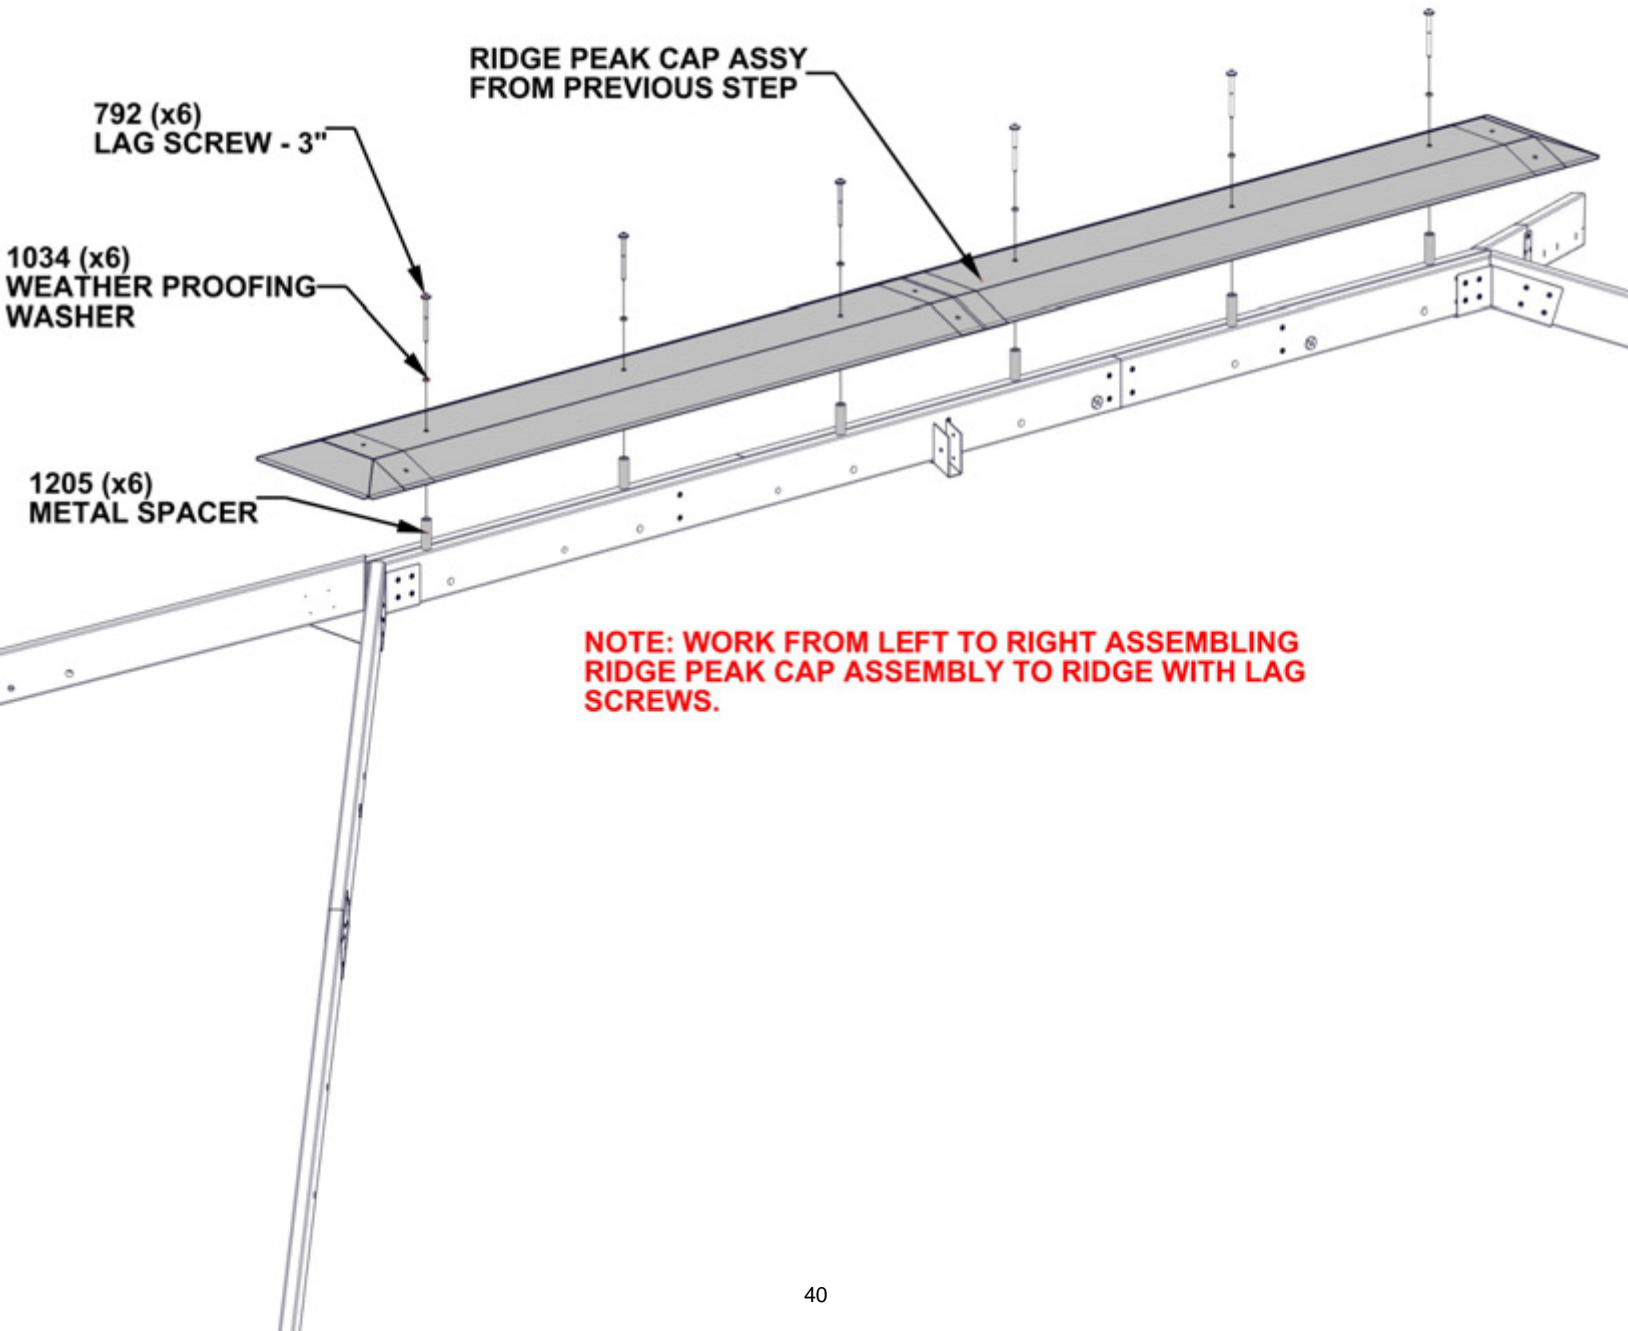 RIDGE PEAK CAP ASSY
FROM PREVIOUS STEP
792 (x6)
LAG SCREW - 3"
1034 (x6)
WEATHER PROOFING
WASHER
1205 (x6)
METAL SPACER
NOTE: WORK FROM LEFT TO RIGHT ASSEMBLING
RIDGE PEAK CAP ASSEMBLY TO RIDGE WITH LAG
SCREWS.
40